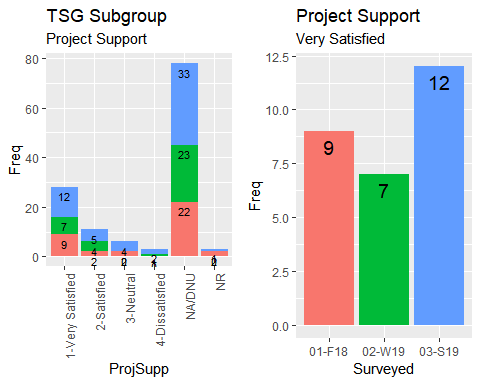 TSG Subgroup
Project Support
Freq
80
60
40
20
0
12
7
9
5
4
2
4
2
33
23
22
1-Very Satisfied
2-Satisfied
3-Neutral
4-Dissatisfied
NA/DNU
NR
ProjSupp
Project Support
Very Satisfied
Freq
12.5
10.0
7.5
5.0
2.5
0.0
9
7
12
01-F18
02-W19
03-S19
Surveyed